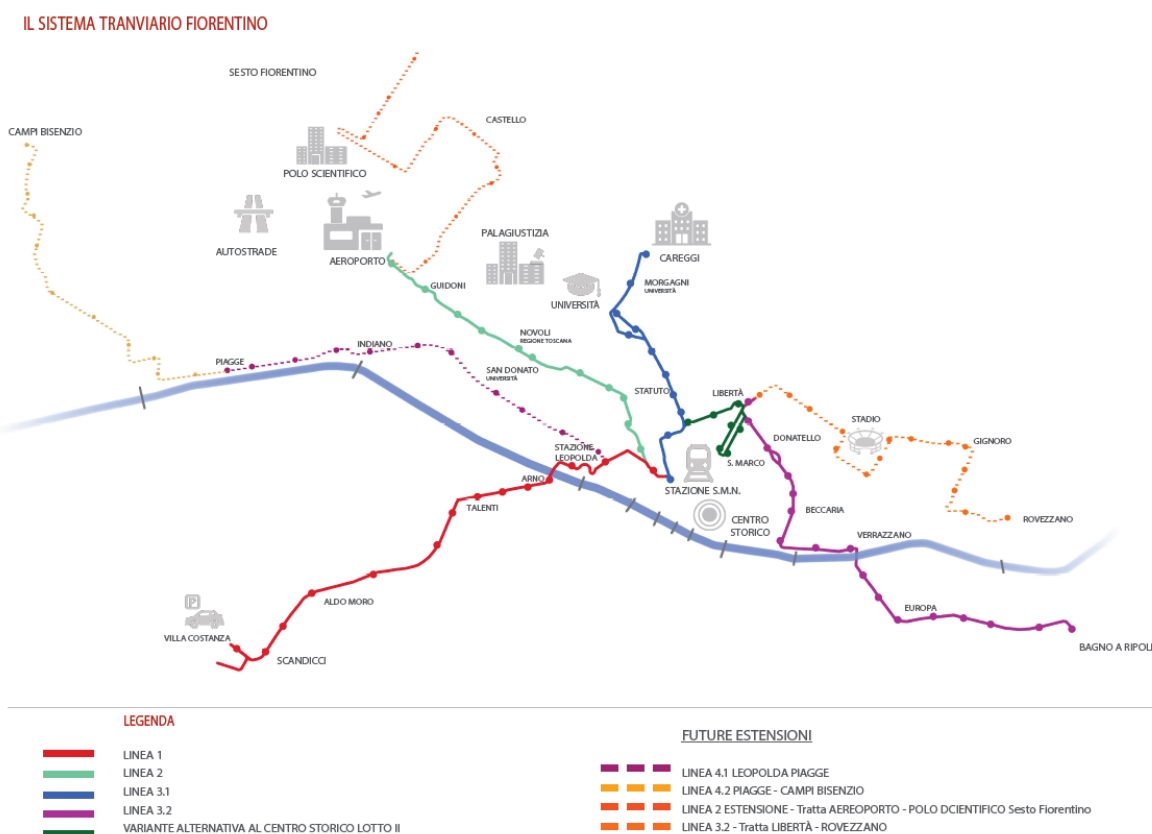 IL SISTEMA TRANVIARIO FIORENTINO
SESTO FIORENTINO
CASTELLO
CAMPI BISENZIO
POLO SCIENTIFICO
PALAGIUSTIZIA
AUTOSTRADE
AEROPORTO
CAREGGI
GUIDONI
MORGAGNI
UNIVERSITÀ
UNIVERSITÀ
NOVOLI
REGIONE TOSCANA
INDIANO
PIAGGE
SAN DONATO
UNIVERSITÀ
STATUTO
LIBERTÀ
STADIO
DONATELLO
GIGNORO
STAZIONE
LEOPOLDA
S. MARCO
ARNO
STAZIONE S.M.N.
TALENTI
BECCARIA
CENTRO
STORICO
ROVEZZANO
VERRAZZANO
ALDO MORO
EUROPA
P
VILLA COSTANZA
SCANDICCI
BAGNO A RIPOLI
LEGENDA
LINEA 1
LINEA 2
LINEA 3.1
LINEA 3.2
VARIANTE ALTERNATIVA AL CENTRO STORICO LOTTO II
FUTURE ESTENSIONI
LINEA 4.1 LEOPOLDA PIAGGE
LINEA 4.2 PIAGGE - CAMPI BISENZIO
LINEA 2 ESTENSIONE - Tratta AEREOPORTO - POLO DCIENTIFICO Sesto Fiorentino
LINEA 3.2 - Tratta LIBERTÀ - ROVEZZANO